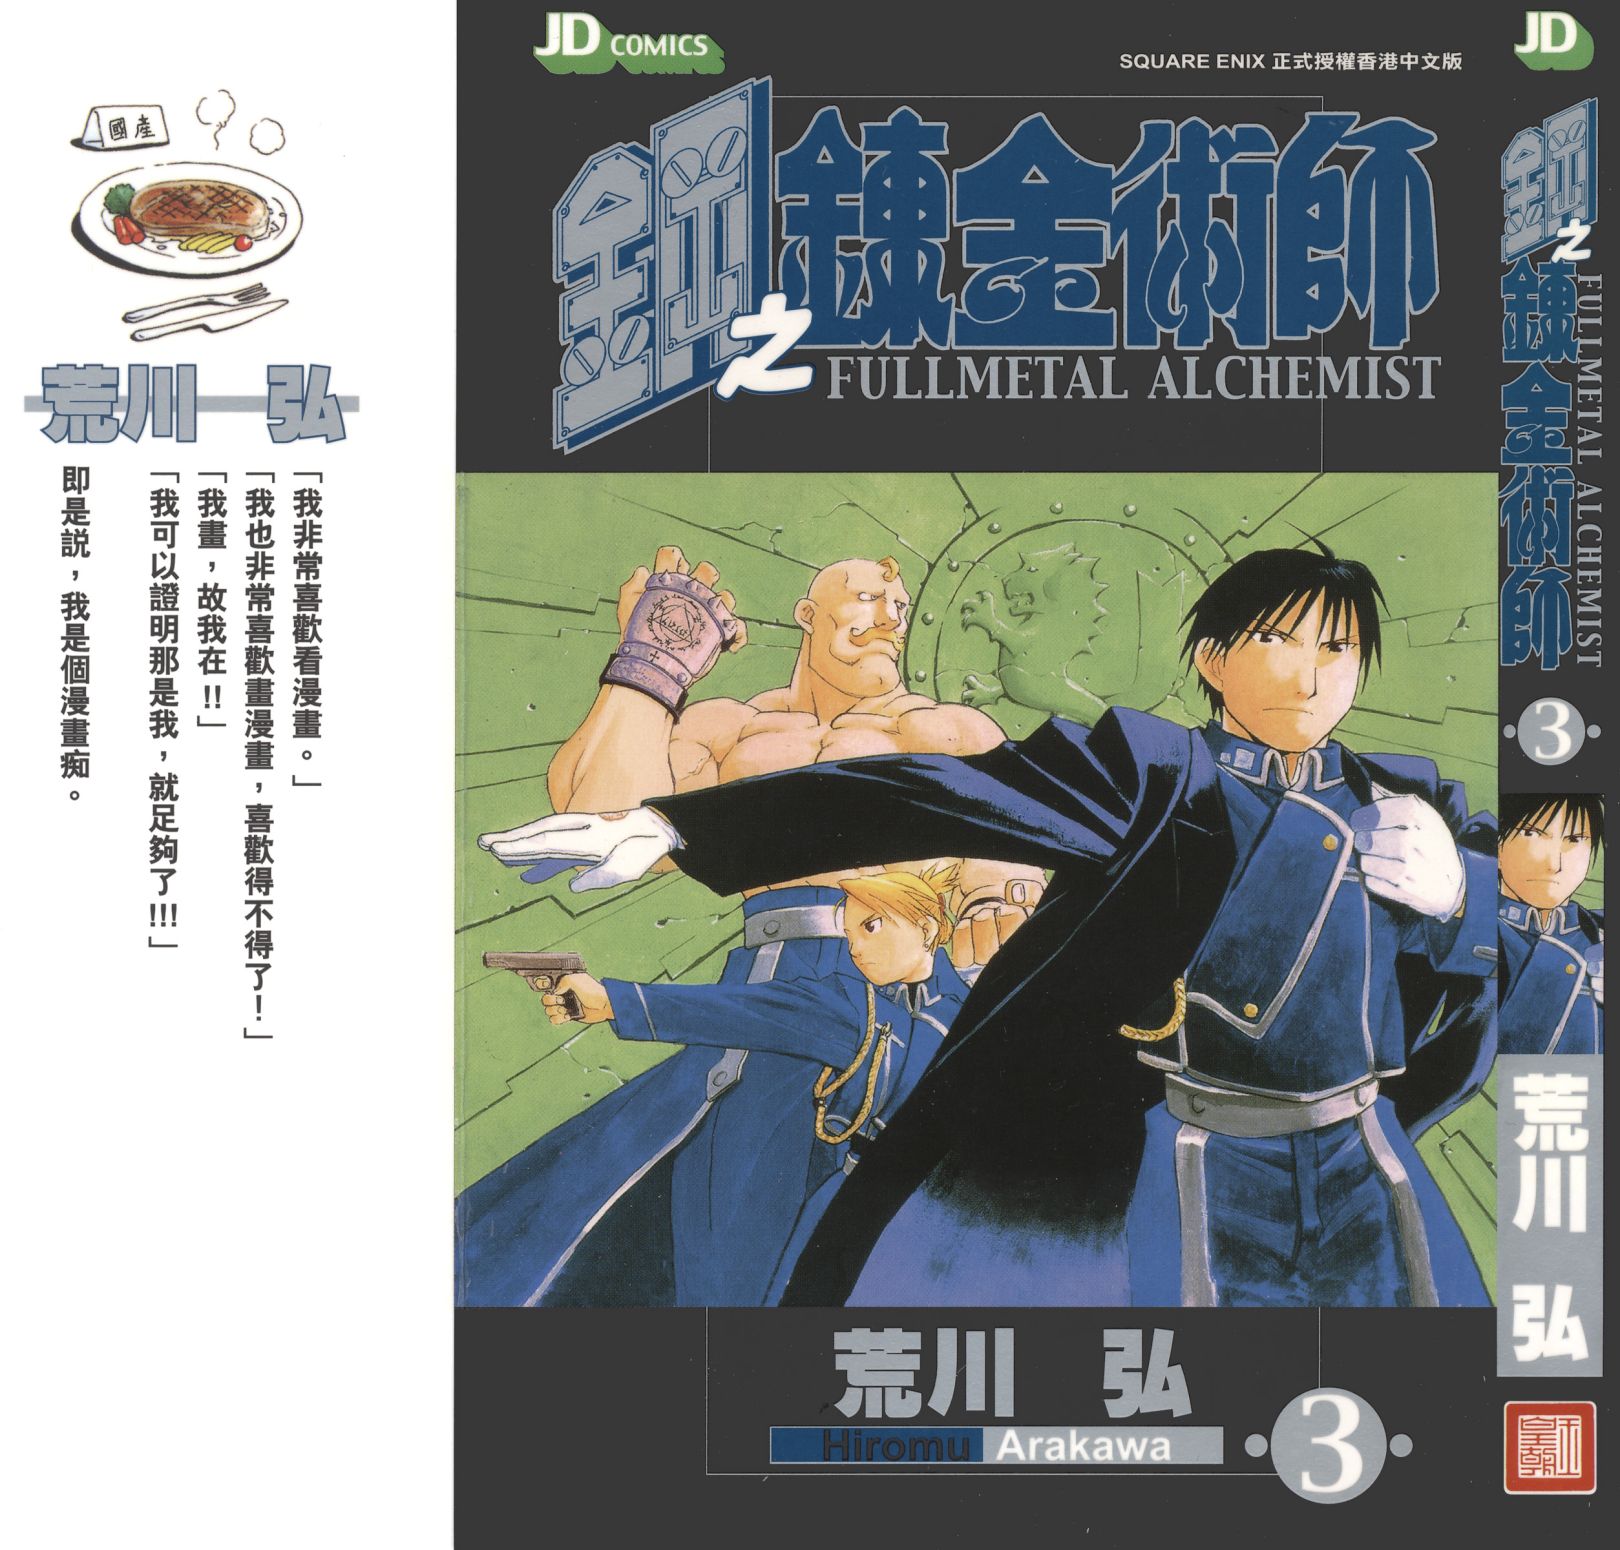 國產
荒川 弘
「我非常喜歡看漫畫。」
「我也非常喜歡畫漫畫，喜歡得不得了！」
「我畫，故我在!!」
「我可以證明那是我，就足夠了!!!」
即是説，我是個漫畫痴。
JD COMICS
SQUARE ENIX 正式授權香港中文版
鋼之鍊金術師
FULLMETAL ALCHEMIST
荒川 弘
Hiromu Arakawa
3
JD
鋼之鍊金術師
FULLMETAL ALCHEMIST
3
荒川 弘
玉皇朝